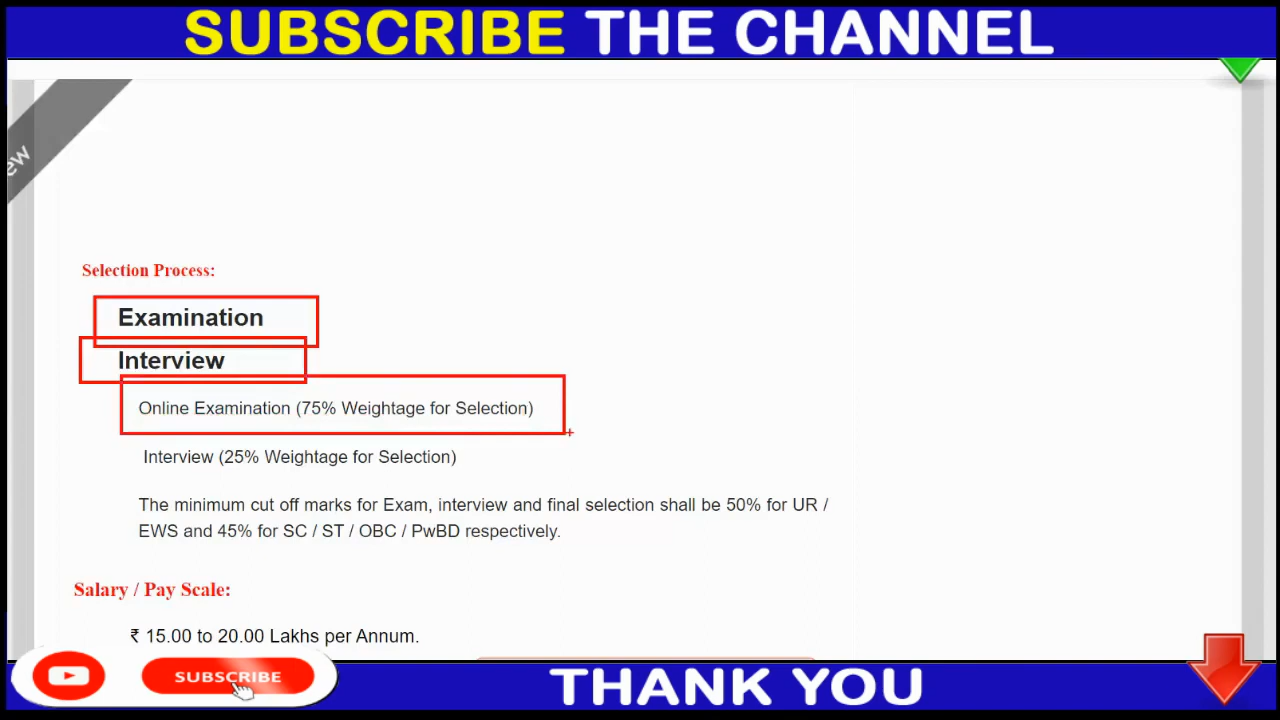 SUBSCRIBE THE CHANNEL
ew
Selection Process:
Examination
Interview
Online Examination (75% Weightage for Selection)
Interview (25% Weightage for Selection)
The minimum cut off marks for Exam, interview and final selection shall be 50% for UR /
EWS and 45% for SC / ST / OBC / PwBD respectively.
Salary / Pay Scale:
₹ 15.00 to 20.00 Lakhs per Annum.
SUBSCRIBE
THANK YOU